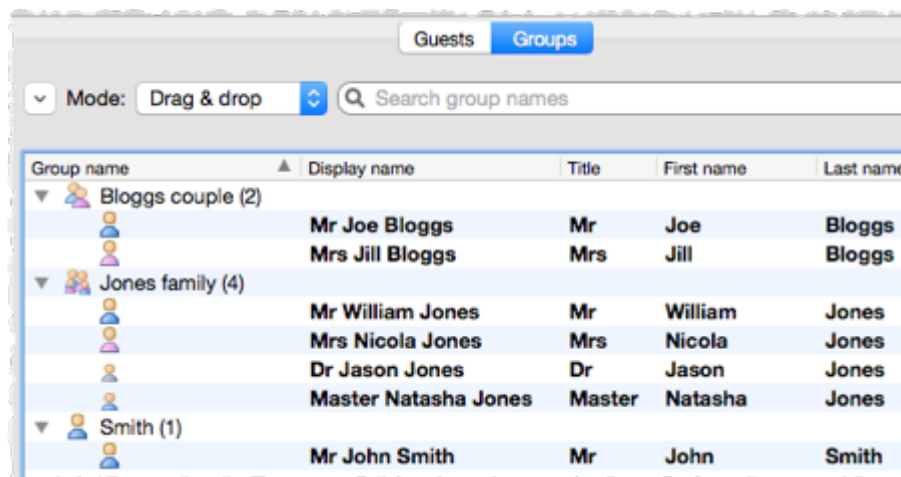 Guests Groups
Mode: Drag & drop Search group names
Group name Display name Title First name Last name
Bloggs couple (2)
Mr Joe Bloggs Mr Joe Bloggs
Mrs Jill Bloggs Mrs Jill Bloggs
Jones family (4)
Mr William Jones Mr William Jones
Mrs Nicola Jones Mrs Nicola Jones
Dr Jason Jones Dr Jason Jones
Master Natasha Jones Master Natasha Jones
Smith (1)
Mr John Smith Mr John Smith